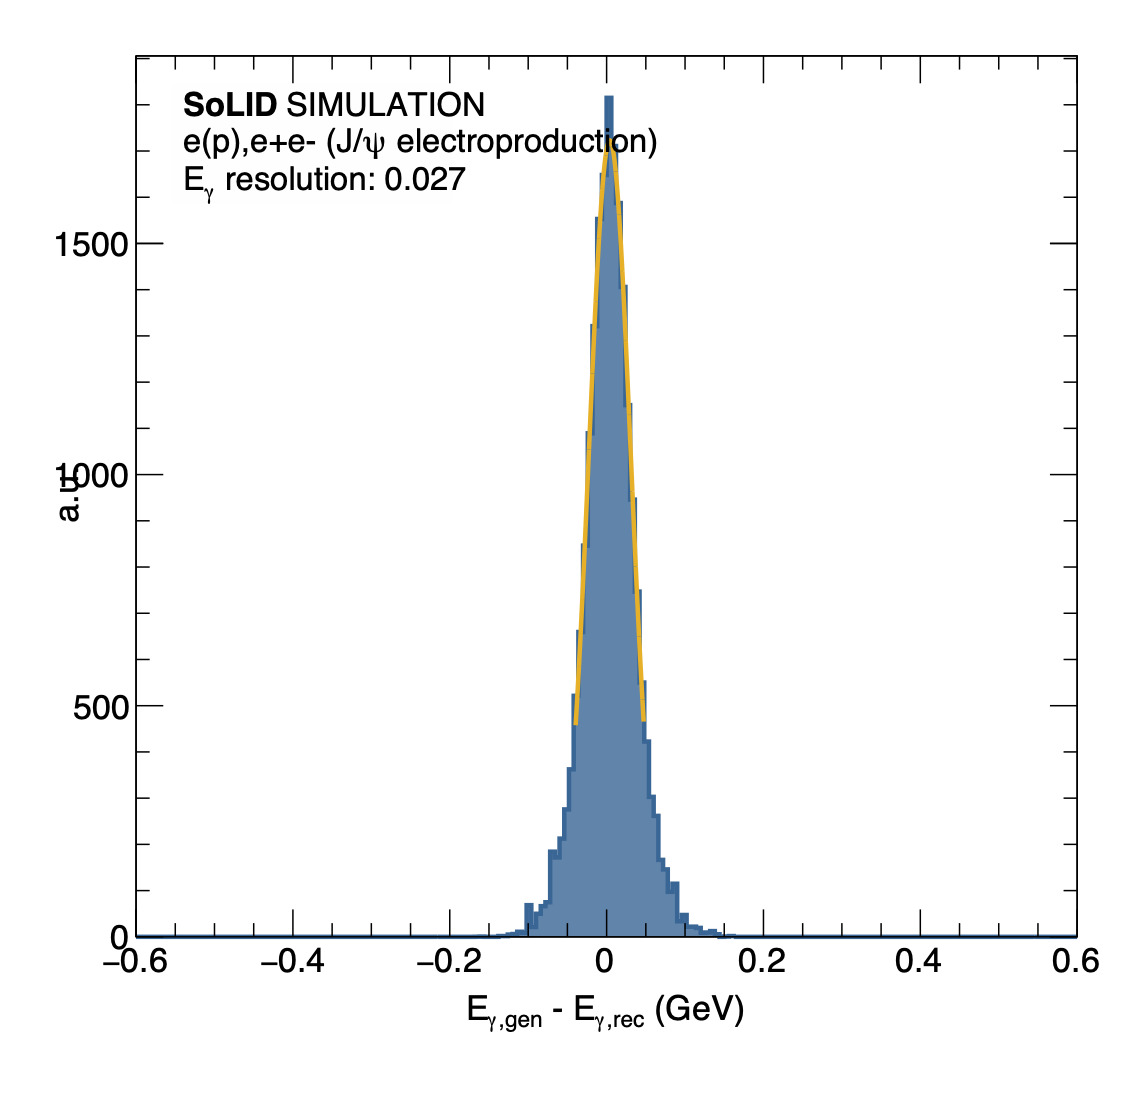 SoLID SIMULATION
e(p),e+e- (J/ψ electroproduction)
Eγ resolution: 0.027
1500
1000
500
0
a.u
−0.6 −0.4 −0.2 0 0.2 0.4 0.6
Eγ,gen - Eγ,rec (GeV)